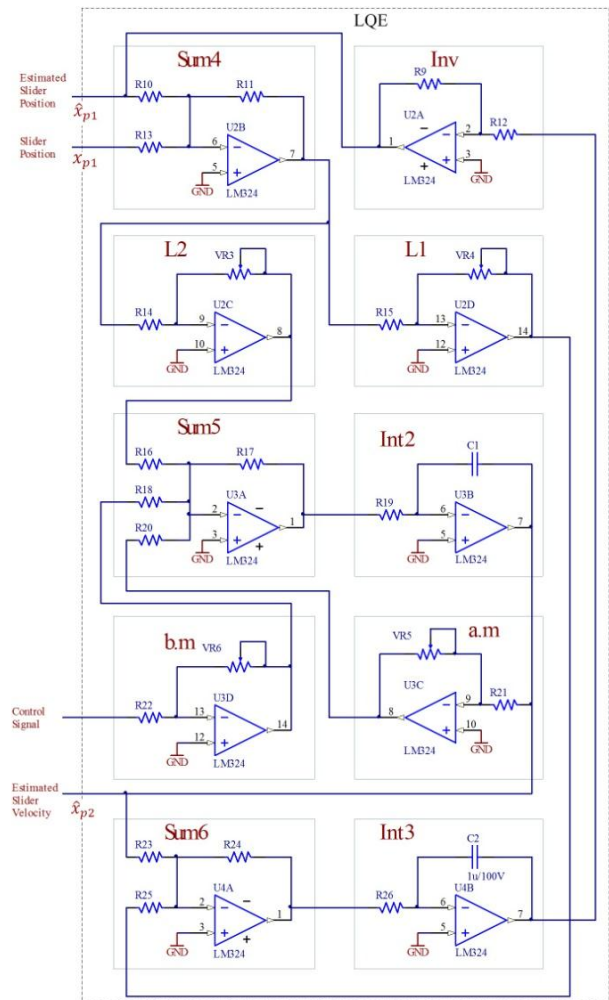 LQE
Sum4
Inv
Estimated
Slider
Position
x̂p1
R10
R11
R9
R12
U2A
U2B
Slider
Position
xp1
R13
6
7
5
1
2
3
GND
GND
LM324
LM324
L2
L1
VR3
VR4
R14
U2C
R15
U2D
9
8
10
13
14
12
GND
GND
LM324
LM324
Sum5
Int2
R16
R17
C1
R18
R19
U3A
U3B
R20
2
1
3
6
7
5
GND
GND
LM324
LM324
b.m
a.m
VR6
VR5
U3C
R21
Control
Signal
R22
U3D
13
14
12
8
9
10
GND
GND
LM324
LM324
Estimated
Slider
Velocity
x̂p2
Sum6
Int3
R23
R24
C2
1u/100V
R25
U4A
R26
U4B
2
1
3
6
7
5
GND
GND
LM324
LM324